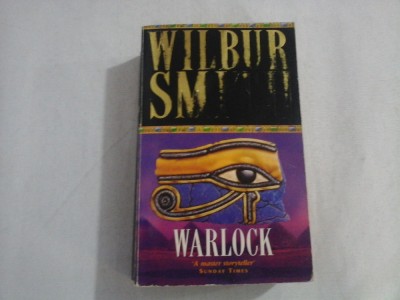 WILBUR
SMITH
WARLOCK
'A master storyteller'
SUNDAY TIMES